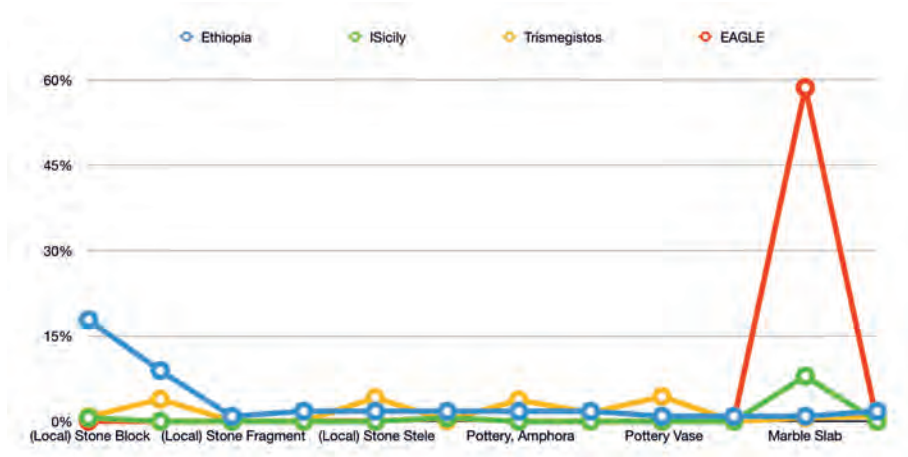 Ethiopia ISicily Trismegistos EAGLE
60%
45%
30%
15%
0%
(Local) Stone Block (Local) Stone Fragment (Local) Stone Stele Pottery, Amphora Pottery Vase Marble Slab